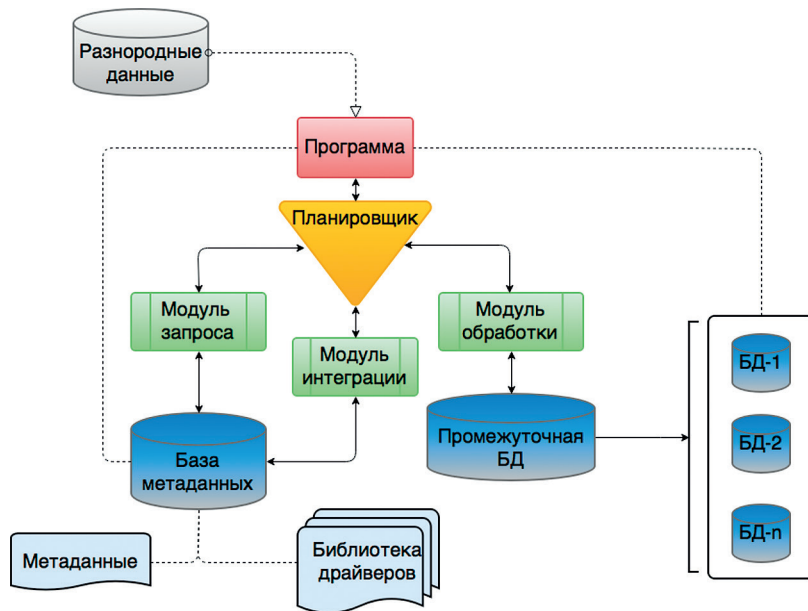 Разнородные
данные
Программа
Планировщик
Модуль
запроса
Модуль
интеграции
Модуль
обработки
База
метаданных
Промежуточная
БД
БД-1
БД-2
БД-n
Метаданные
Библиотека
драйверов